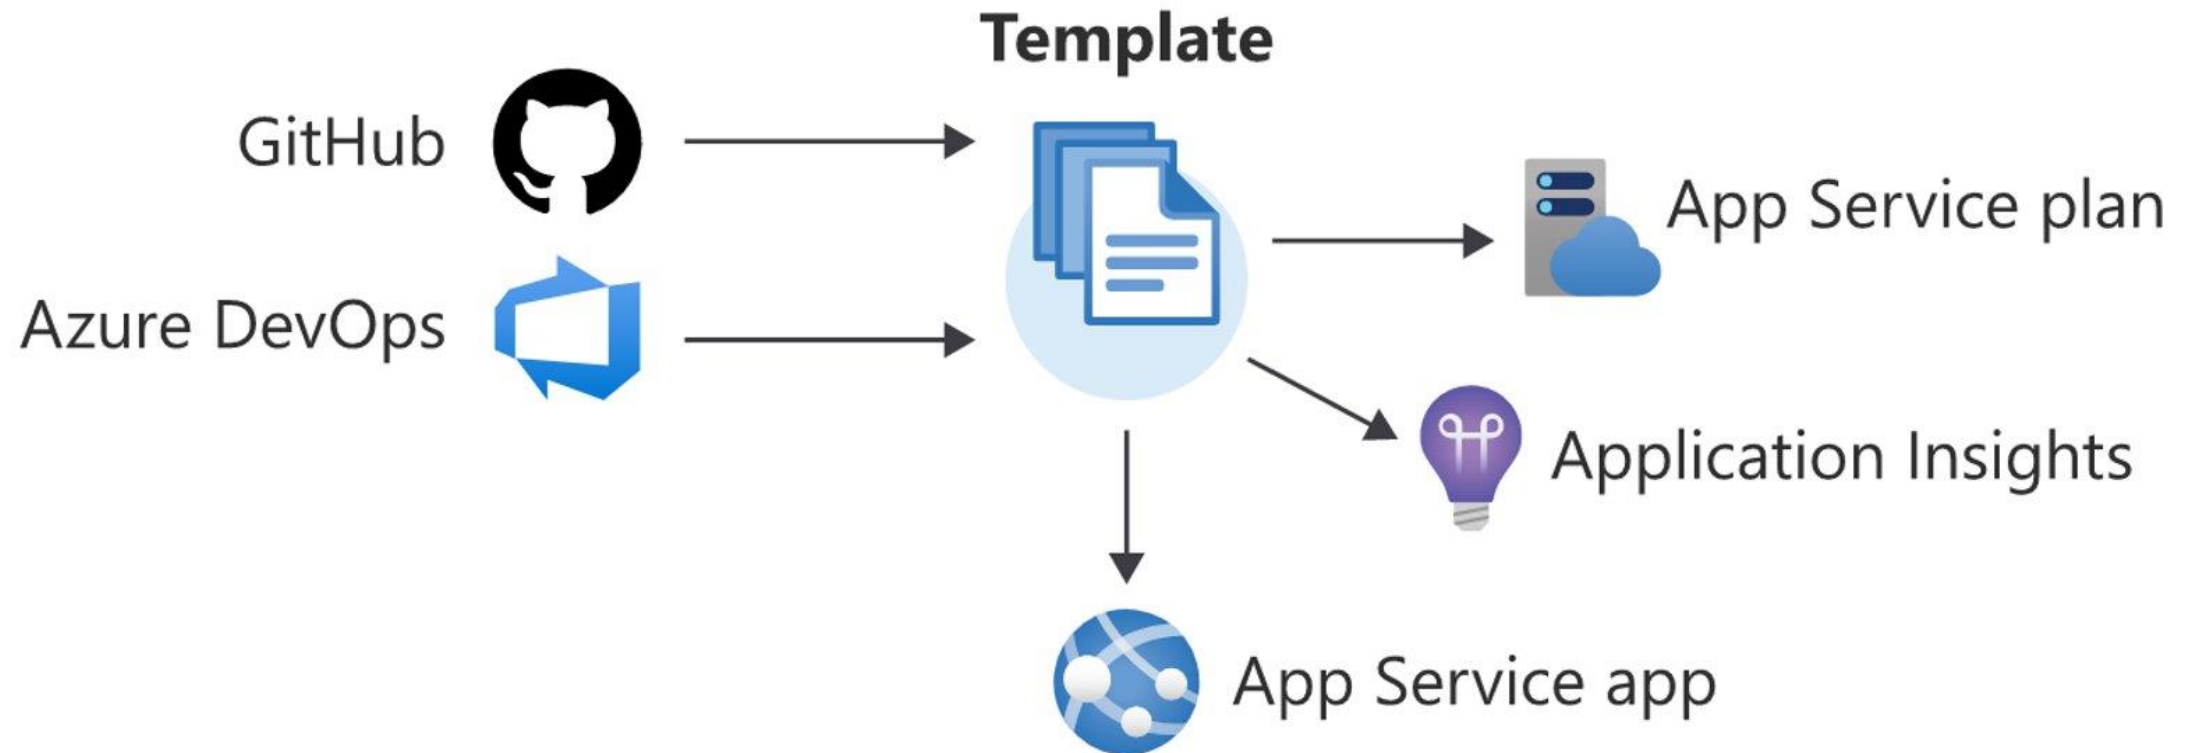 Template
GitHub
App Service plan
Azure DevOps
Application Insights
App Service app